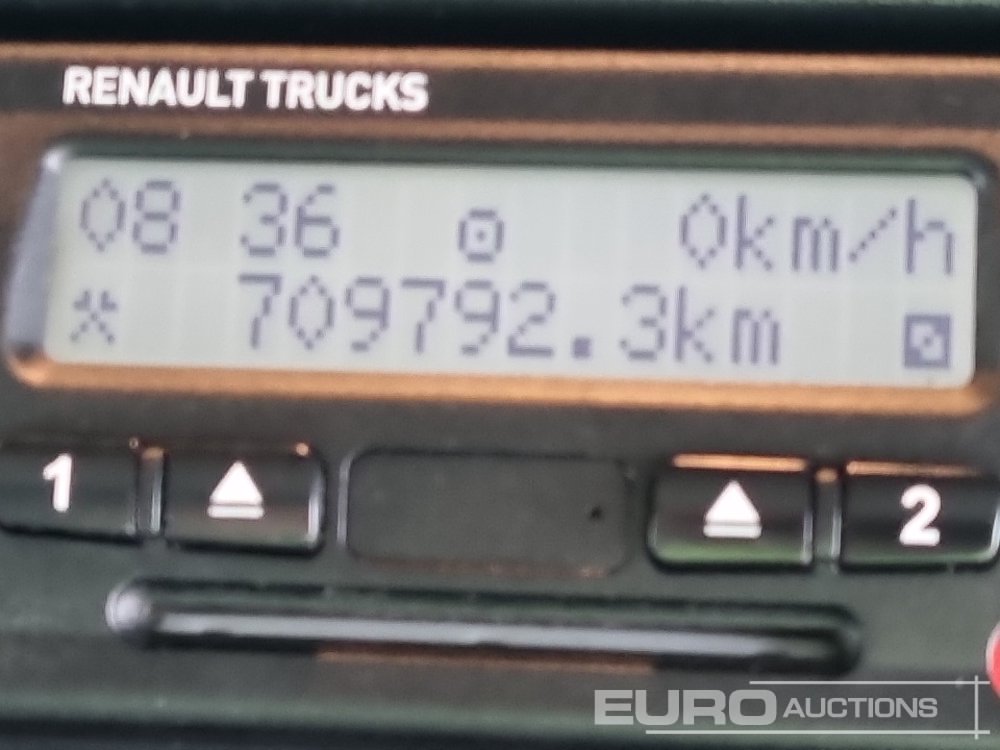 RENAULT TRUCKS
08 36 0km/h
709792.3km
1 2
EURO AUCTIONS